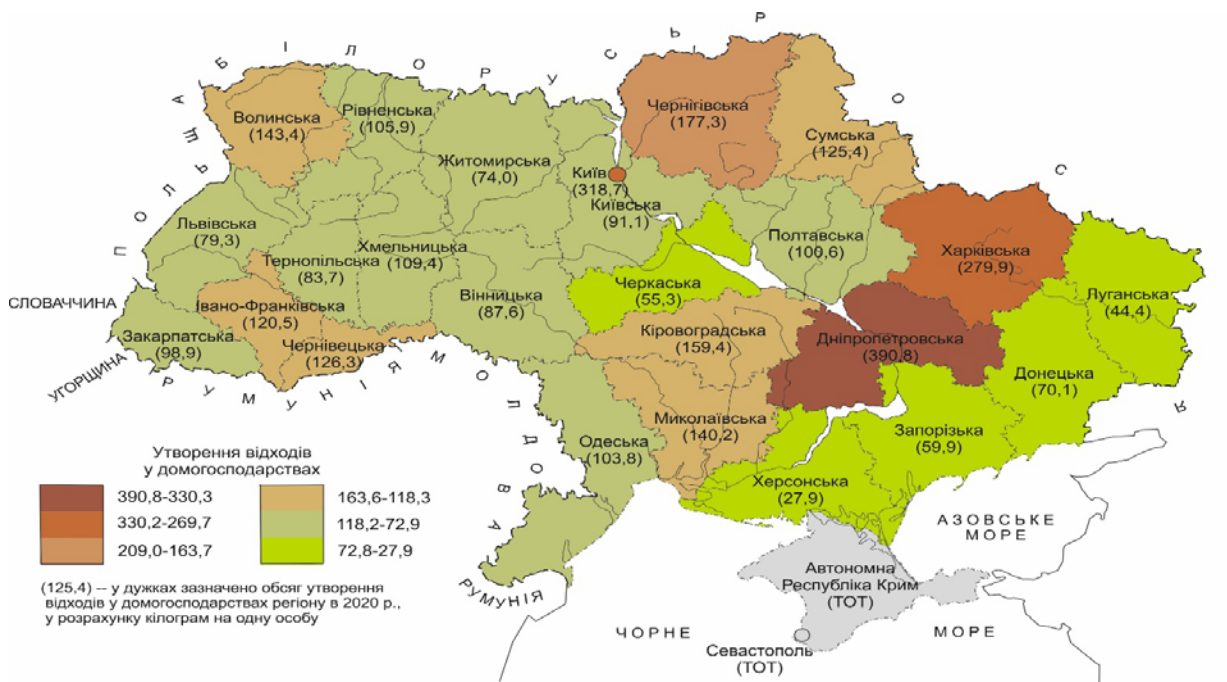 БІЛОРУСЬ
ПОЛЬЩА
РОСІЯ
Волинська
(143,4)
Рівненська
(105,9)
Житомирська
(74,0)
Київ
(318,7)
Київська
(91,1)
Чернігівська
(177,3)
Сумська
(125,4)
Львівська
(79,3)
Тернопільська
(83,7)
Хмельницька
(109,4)
Вінницька
(87,6)
Черкаська
(55,3)
Полтавська
(100,6)
Харківська
(279,9)
Луганська
(44,4)
СЛОВАЧЧИНА
УГОРЩИНА
Закарпатська
(98,9)
Івано-Франківська
(120,5)
Чернівецька
(126,3)
РУМУНІЯ
МОЛДОВА
Кіровоградська
(159,4)
Дніпропетровська
(390,8)
Донецька
(70,1)
Миколаївська
(140,2)
Одеська
(103,8)
Запорізька
(59,9)
Херсонська
(27,9)
АЗОВСЬКЕ
МОРЕ
Автономна
Республіка Крим
(ТОТ)
Севастополь
(ТОТ)
ЧОРНЕ МОРЕ
РУМУНІЯ
Утворення відходів
у домогосподарствах
390,8-330,3
330,2-269,7
209,0-163,7
163,6-118,3
118,2-72,9
72,8-27,9
(125,4) -- у дужках зазначено обсяг утворення
відходів у домогосподарствах регіону в 2020 р.,
у розрахунку кілограм на одну особу